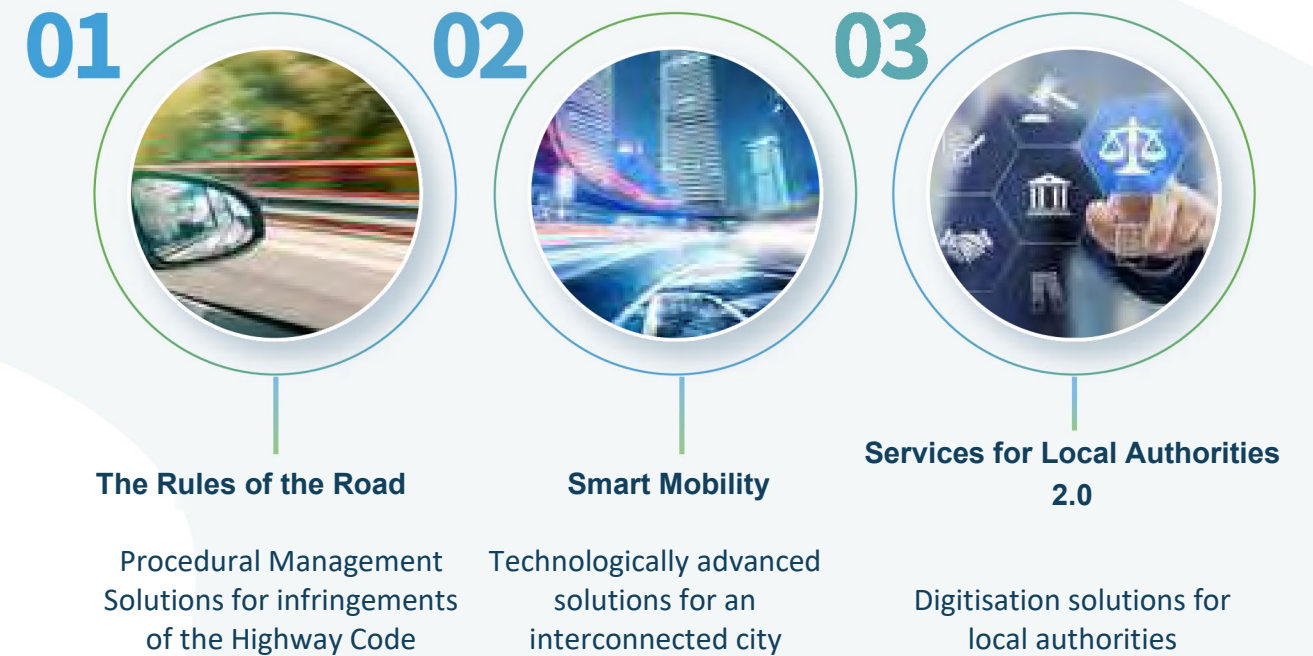 01
The Rules of the Road
Procedural Management
Solutions for infringements
of the Highway Code
02
Smart Mobility
Technologically advanced
solutions for an
interconnected city
03
Services for Local Authorities
2.0
Digitisation solutions for
local authorities